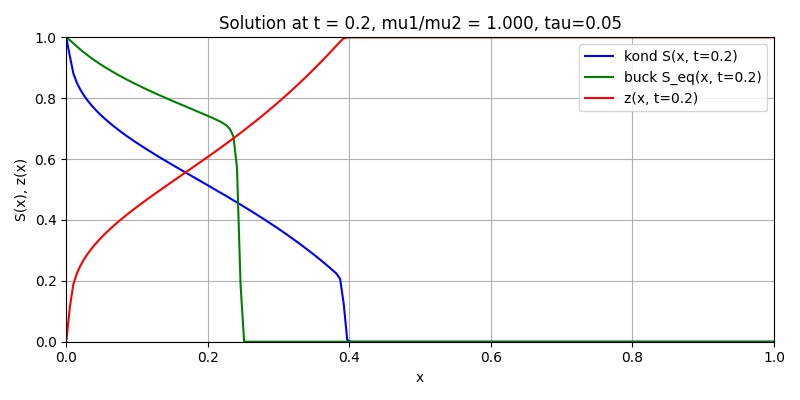 Solution at t = 0.2, mu1/mu2 = 1.000, tau=0.05
kond S(x, t=0.2)
buck S_eq(x, t=0.2)
z(x, t=0.2)
S(x), z(x)
1.0
0.8
0.6
0.4
0.2
0.0
0.0 0.2 0.4 0.6 0.8 1.0
x